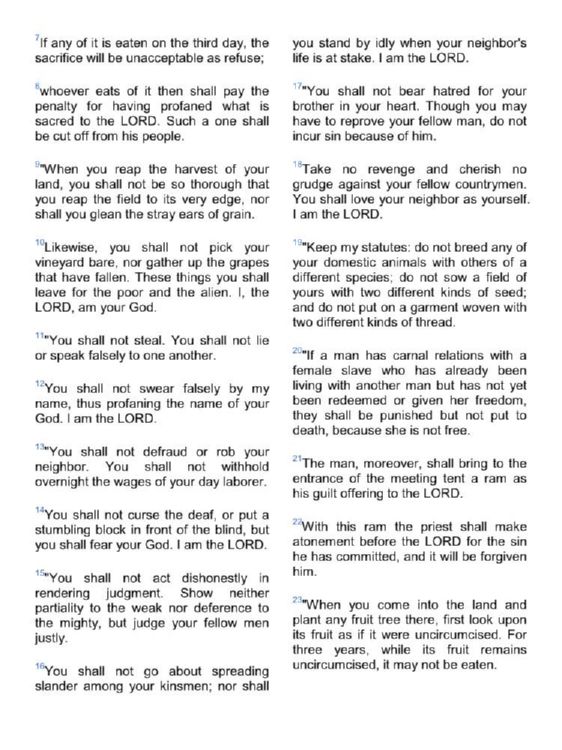 7If any of it is eaten on the third day, the
sacrifice will be unacceptable as refuse;
8whoever eats of it then shall pay the
penalty for having profaned what is
sacred to the LORD. Such a one shall
be cut off from his people.
9"When you reap the harvest of your
land, you shall not be so thorough that
you reap the field to its very edge, nor
shall you glean the stray ears of grain.
10Likewise, you shall not pick your
vineyard bare, nor gather up the grapes
that have fallen. These things you shall
leave for the poor and the alien. I, the
LORD, am your God.
11"You shall not steal. You shall not lie
or speak falsely to one another.
12You shall not swear falsely by my
name, thus profaning the name of your
God. I am the LORD.
13"You shall not defraud or rob your
neighbor. You shall not withhold
overnight the wages of your day laborer.
14You shall not curse the deaf, or put a
stumbling block in front of the blind, but
you shall fear your God. I am the LORD.
15"You shall not act dishonestly in
rendering judgment. Show neither
partiality to the weak nor deference to
the mighty, but judge your fellow men
justly.
16You shall not go about spreading
slander among your kinsmen; nor shall
you stand by idly when your neighbor's
life is at stake. I am the LORD.
17"You shall not bear hatred for your
brother in your heart. Though you may
have to reprove your fellow man, do not
incur sin because of him.
18Take no revenge and cherish no
grudge against your fellow countrymen.
You shall love your neighbor as yourself.
I am the LORD.
19"Keep my statutes: do not breed any of
your domestic animals with others of a
different species; do not sow a field of
yours with two different kinds of seed;
and do not put on a garment woven with
two different kinds of thread.
20"If a man has carnal relations with a
female slave who has already been
living with another man but has not yet
been redeemed or given her freedom,
they shall be punished but not put to
death, because she is not free.
21The man, moreover, shall bring to the
entrance of the meeting tent a ram as
his guilt offering to the LORD.
22With this ram the priest shall make
atonement before the LORD for the sin
he has committed, and it will be forgiven
him.
23"When you come into the land and
plant any fruit tree there, first look upon
its fruit as if it were uncircumcised. For
three years, while its fruit remains
uncircumcised, it may not be eaten.